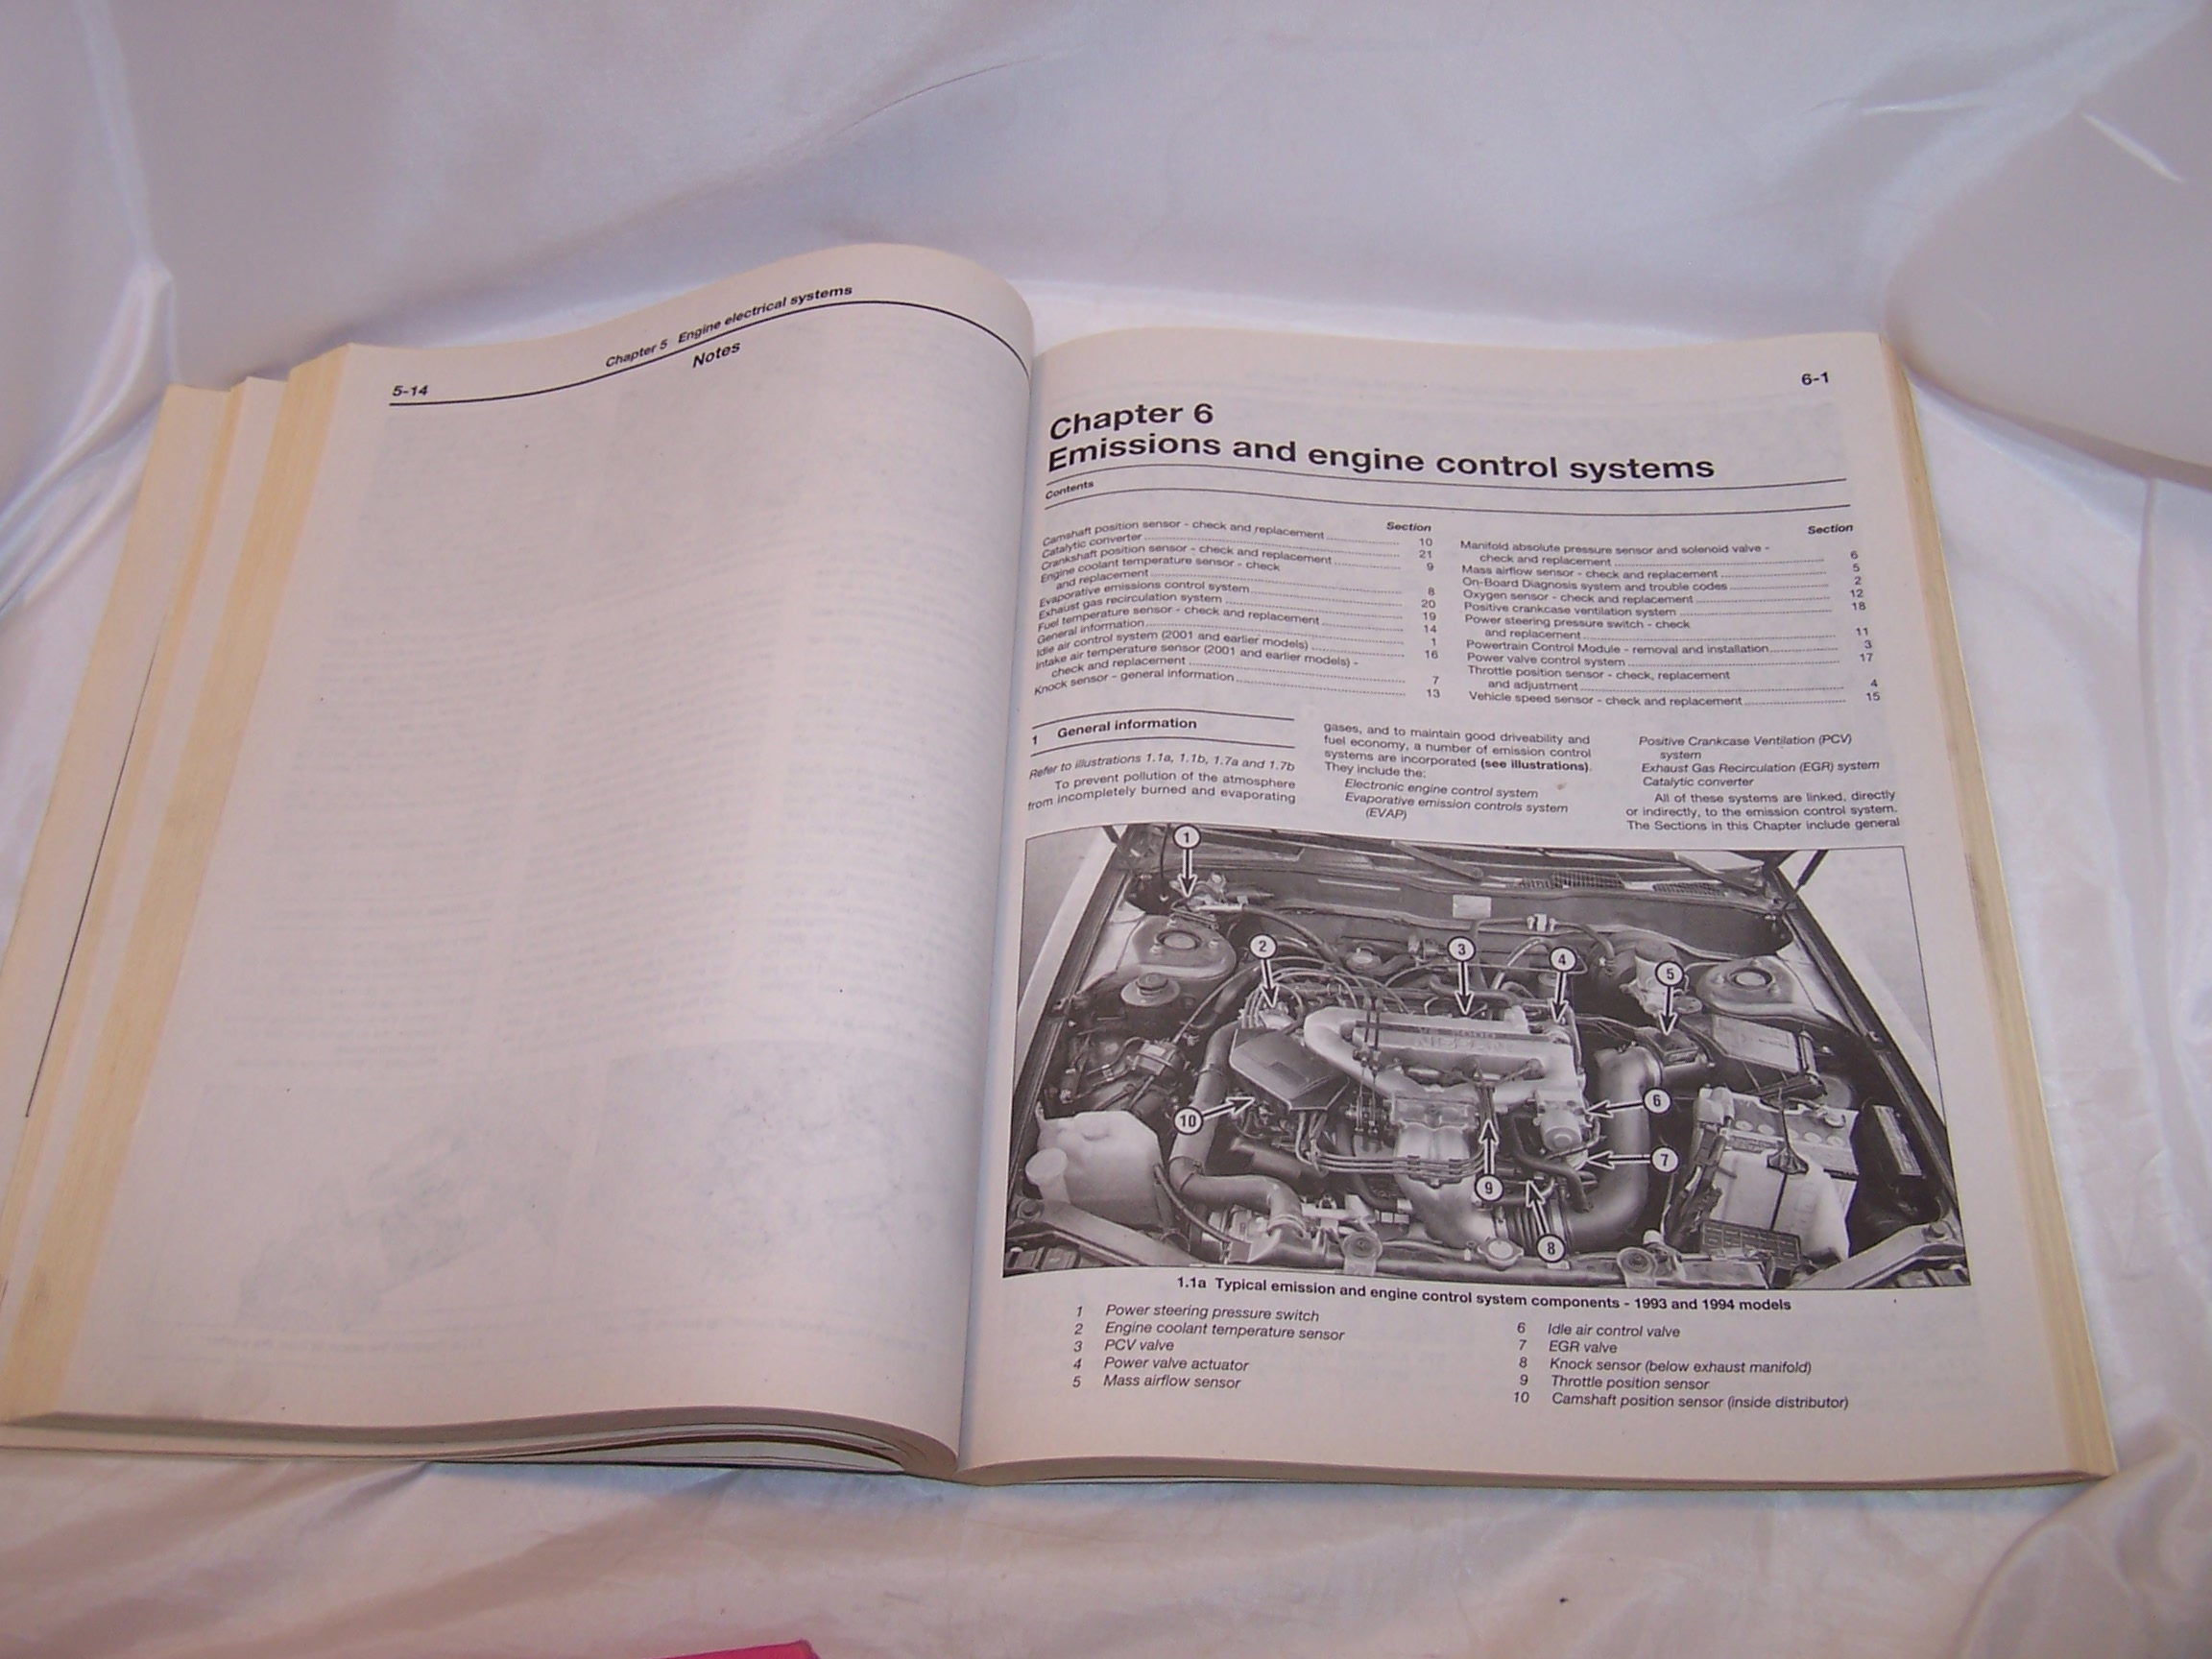 5-14
Chapter 5 Engine electrical systems
Notes
6-1
Chapter 6
Emissions and engine control systems
Contents
Section
Camshaft position sensor - check and replacement 10
Catalytic converter 21
Crankshaft position sensor - check and replacement 9
Engine coolant temperature sensor - check
and replacement 8
Evaporative emissions control system 20
Exhaust gas recirculation system 19
Fuel temperature sensor - check and replacement 14
General information 1
Idle air control system (2001 and earlier models) 16
Intake air temperature sensor (2001 and earlier models) -
check and replacement 7
Knock sensor - general information 13
Section
Manifold absolute pressure sensor and solenoid valve -
check and replacement 6
Mass airflow sensor - check and replacement 5
On-Board Diagnosis system and trouble codes 2
Oxygen sensor - check and replacement 12
Positive crankcase ventilation system 18
Power steering pressure switch - check
and replacement 11
Powertrain Control Module - removal and installation 3
Power valve control system 17
Throttle position sensor - check, replacement
and adjustment 4
Vehicle speed sensor - check and replacement 15
1 General information
Refer to illustrations 1.1a, 1.1b, 1.7a and 1.7b
To prevent pollution of the atmosphere
from incompletely burned and evaporating
gases, and to maintain good driveability and
fuel economy, a number of emission control
systems are incorporated (see illustrations).
They include the:
Electronic engine control system
Evaporative emission controls system
(EVAP)
Positive Crankcase Ventilation (PCV)
system
Exhaust Gas Recirculation (EGR) system
Catalytic converter
All of these systems are linked, directly
or indirectly, to the emission control system.
The Sections in this Chapter include general
1
2
3
4
5
6
7
8
9
10
1.1a Typical emission and engine control system components - 1993 and 1994 models
1 Power steering pressure switch
2 Engine coolant temperature sensor
3 PCV valve
4 Power valve actuator
5 Mass airflow sensor
6 Idle air control valve
7 EGR valve
8 Knock sensor (below exhaust manifold)
9 Throttle position sensor
10 Camshaft position sensor (inside distributor)